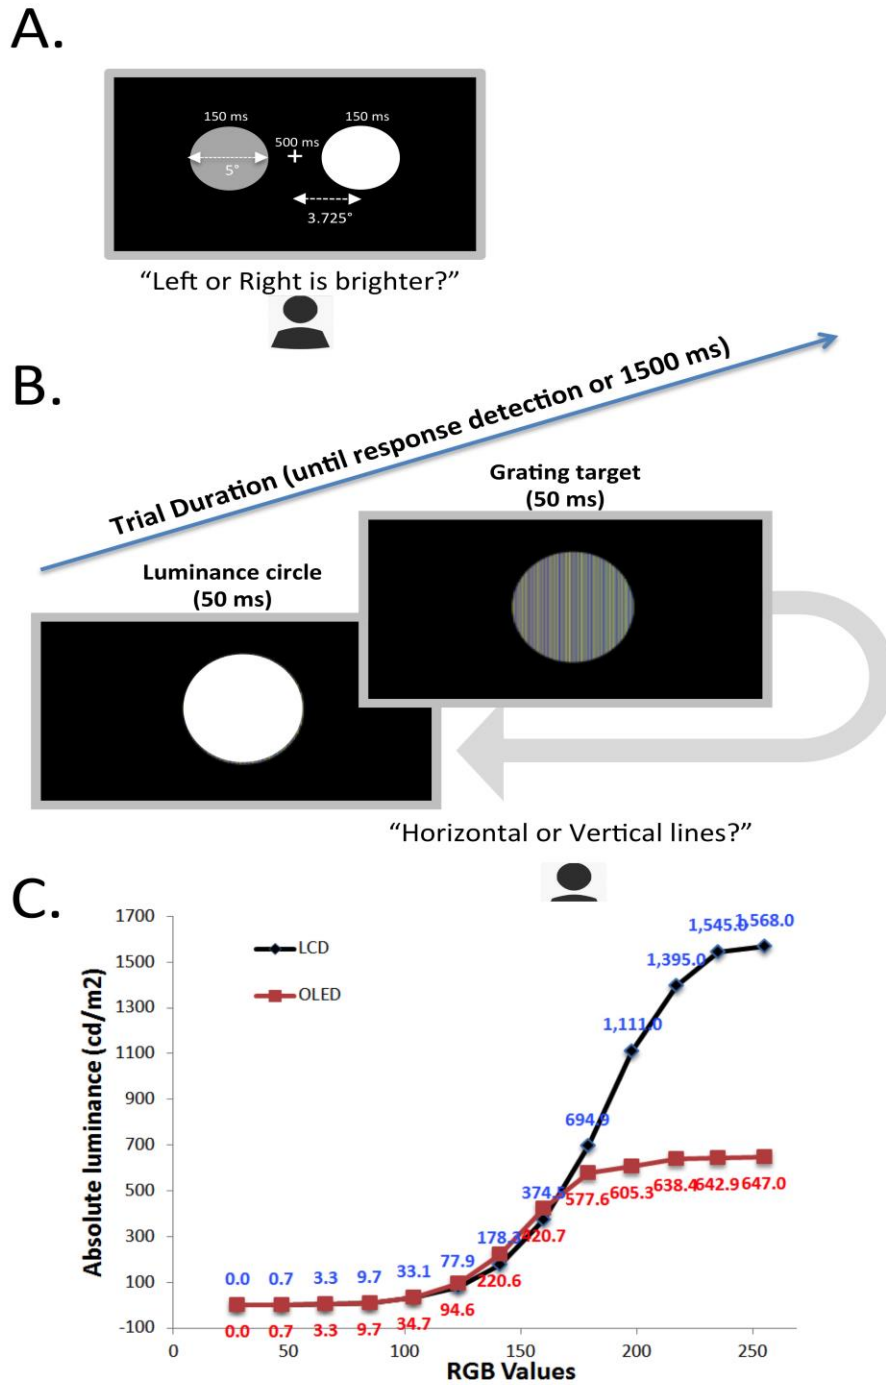 A.
150 ms 150 ms
500 ms
5°
3.725°
“Left or Right is brighter?”
B.
Trial Duration (until response detection or 1500 ms)
Grating target
(50 ms)
Luminance circle
(50 ms)
“Horizontal or Vertical lines?”
C.
Absolute luminance (cd/m2)
1700
1500
1300
1100
900
700
500
300
100
-100
LCD
OLED
0.0 0.7 3.3 9.7 33.1 77.9 178.3 374.5 694.9 1,111.0 1,395.0 1,545.0 1,568.0
0.0 0.7 3.3 9.7 34.7 94.6 220.6 420.7 577.6 605.3 638.4 642.9 647.0
0 50 100 150 200 250
RGB Values